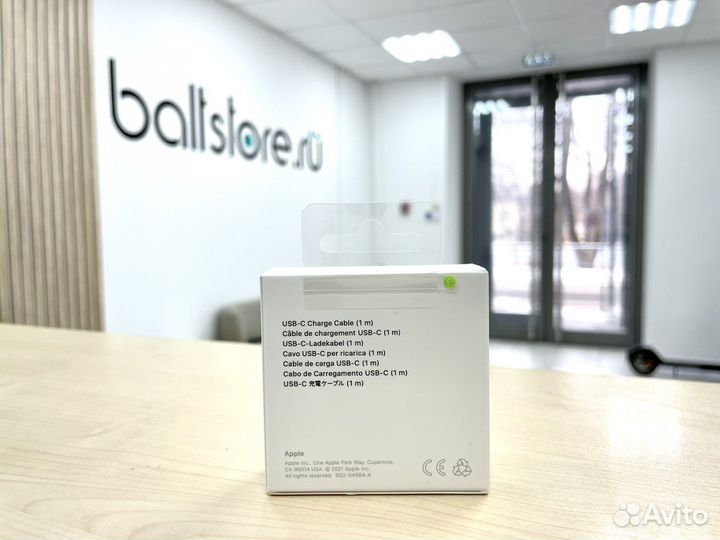 baltstore.ru
USB-C Charge Cable (1 m)
Câble de chargement USB-C (1 m)
USB-C-Ladekabel (1 m)
Cavo USB-C per ricarica (1 m)
Cable de carga USB-C (1 m)
Cabo de Carregamento USB-C (1 m)
USB-C 充電ケーブル (1 m)
Apple
Apple Inc., One Apple Park Way, Cupertino,
CA 95014 USA. © 2021 Apple Inc.
All rights reserved. 602-04564-A
CE
Avito